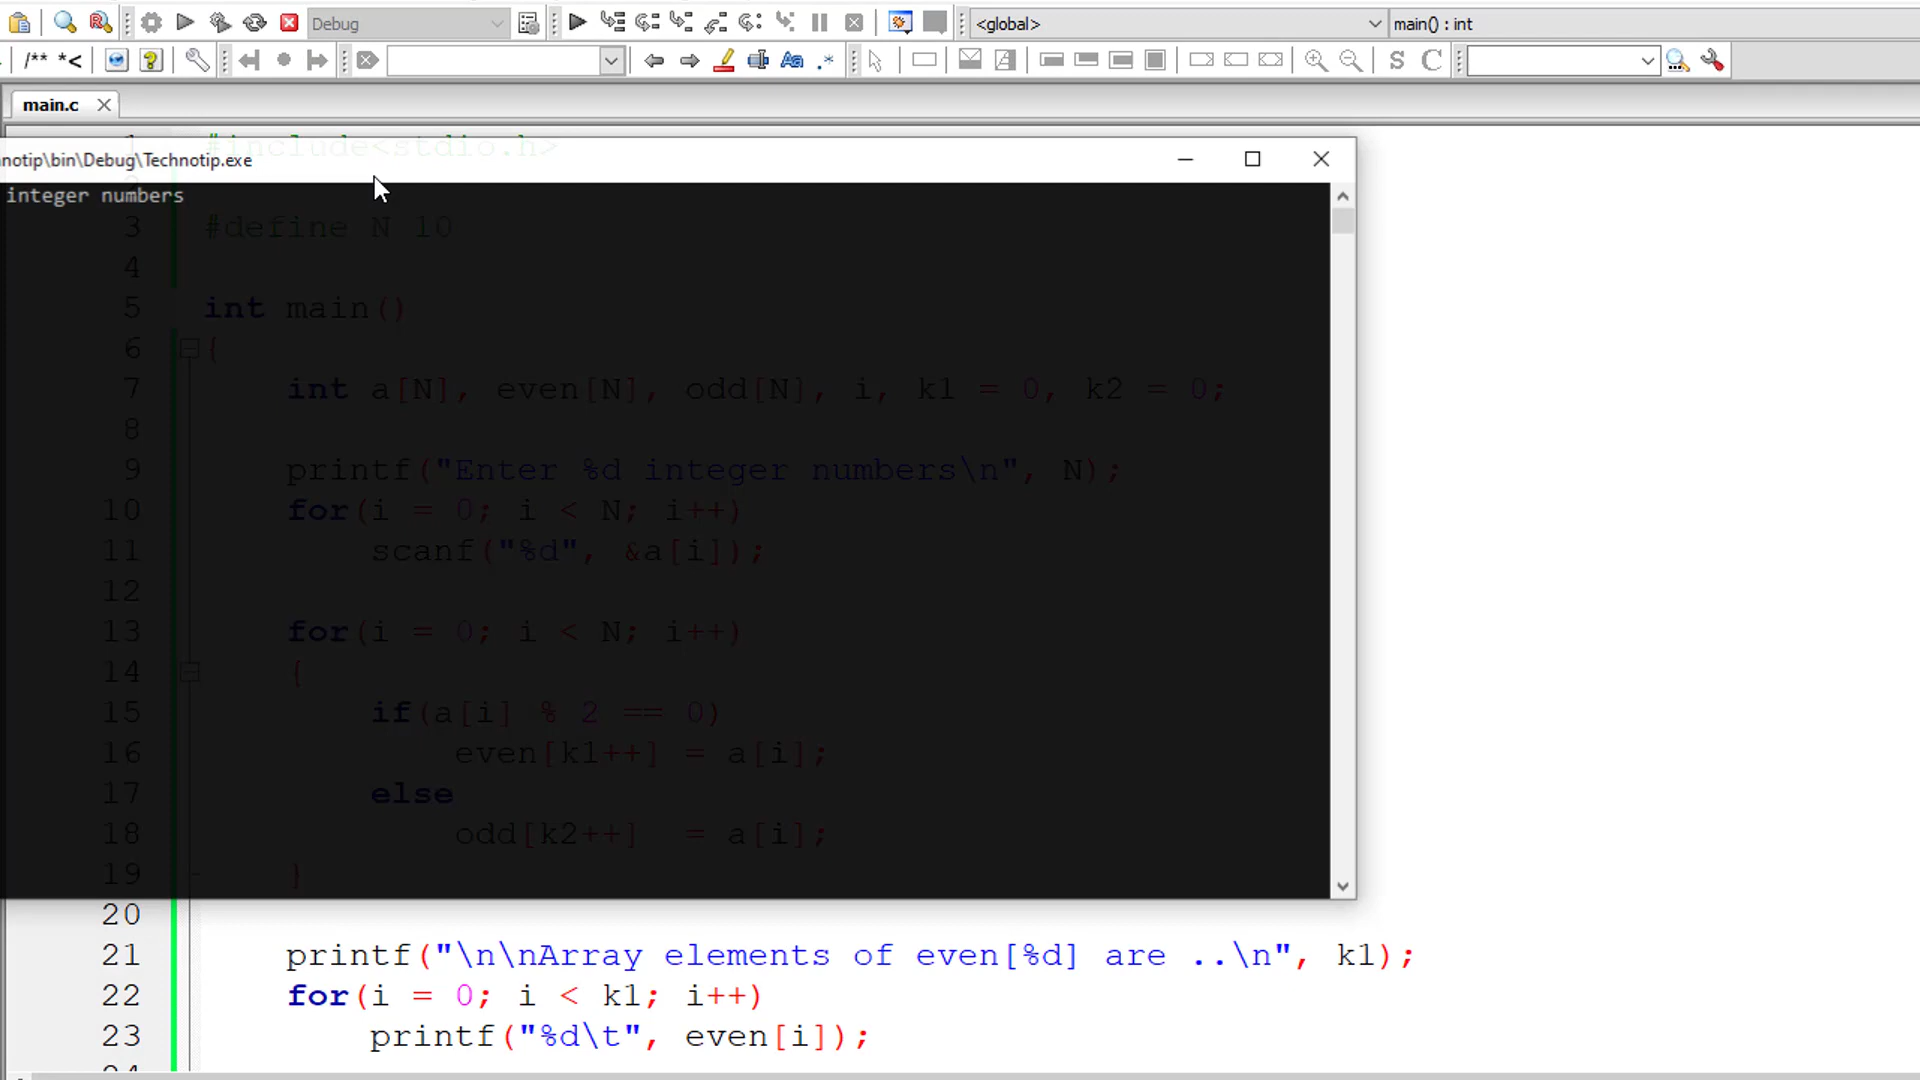 Debug
<global>
main() : int
/** *<
S C
main.c
1 #include<stdio.h>
notip\bin\Debug\Technotip.exe
integer numbers
3 #define N 10
4
5 int main()
6 {
7 int a[N], even[N], odd[N], i, k1 = 0, k2 = 0;
8
9 printf("Enter %d integer numbers\n", N);
10 for(i = 0; i < N; i++)
11 scanf("%d", &a[i]);
12
13 for(i = 0; i < N; i++)
14 {
15 if(a[i] % 2 == 0)
16 even[k1++] = a[i];
17 else
18 odd[k2++] = a[i];
19 }
20
21 printf("\n\nArray elements of even[%d] are ..\n", k1);
22 for(i = 0; i < k1; i++)
23 printf("%d\t", even[i]);